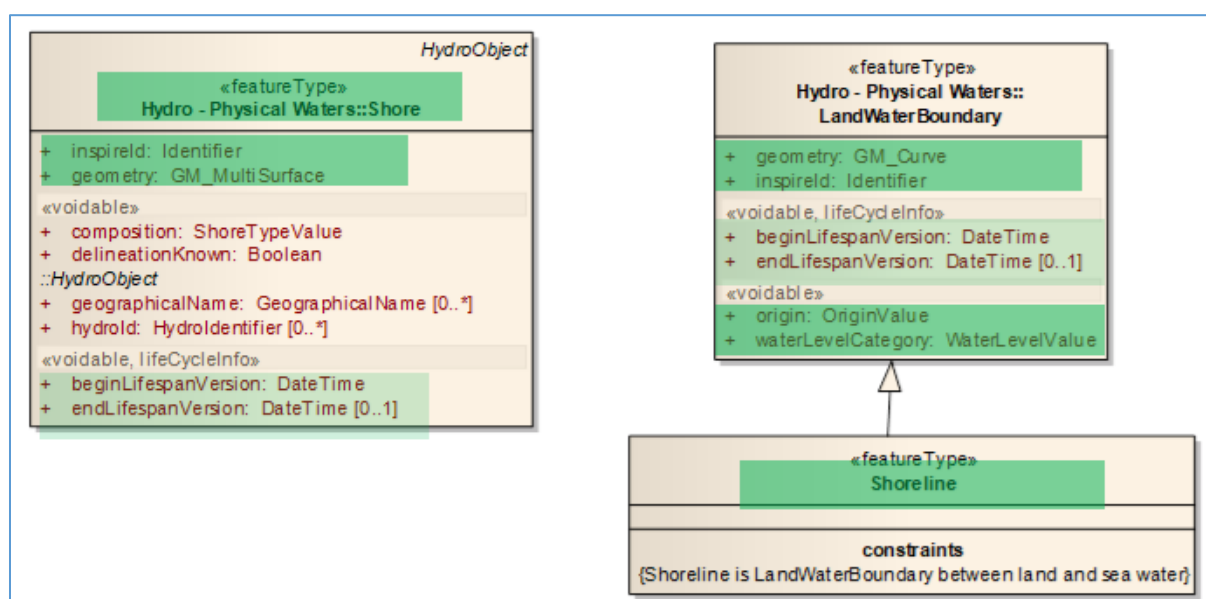 HydroObject
«featureType»
Hydro - Physical Waters::Shore
+ inspireId: Identifier
+ geometry: GM_MultiSurface
«voidable»
+ composition: ShoreTypeValue
+ delineationKnown: Boolean
::HydroObject
+ geographicalName: GeographicalName [0..*]
+ hydroId: HydroIdentifier [0..*]
«voidable, lifeCycleInfo»
+ beginLifespanVersion: DateTime
+ endLifespanVersion: DateTime [0..1]
«featureType»
Hydro - Physical Waters::
LandWaterBoundary
+ geometry: GM_Curve
+ inspireId: Identifier
«voidable, lifeCycleInfo»
+ beginLifespanVersion: DateTime
+ endLifespanVersion: DateTime [0..1]
«voidable»
+ origin: OriginValue
+ waterLevelCategory: WaterLevelValue
«featureType»
Shoreline
constraints
{Shoreline is LandWaterBoundary between land and sea water}